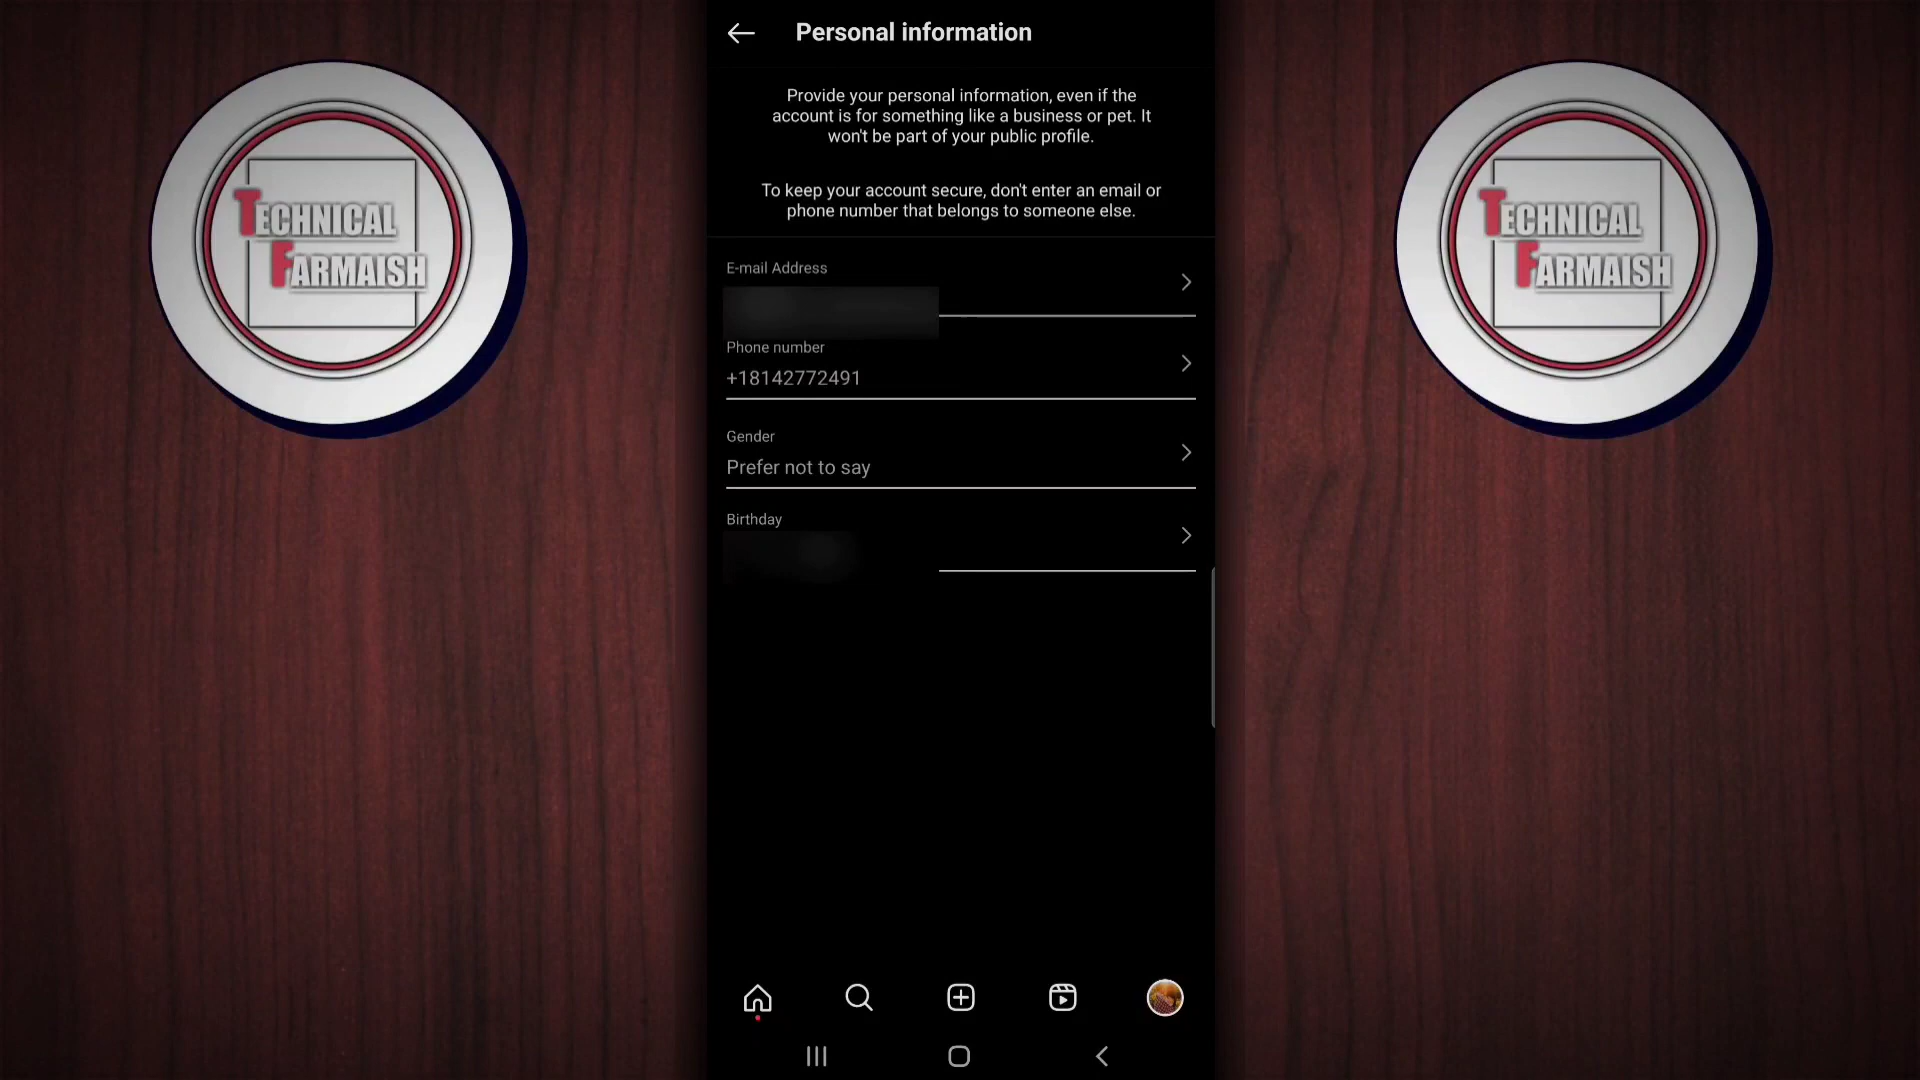 Personal information
Provide your personal information, even if the
account is for something like a business or pet. It
won't be part of your public profile.
To keep your account secure, don't enter an email or
phone number that belongs to someone else.
E-mail Address
Phone number
+18142772491
Gender
Prefer not to say
Birthday
TECHNICAL
FARMAISH
TECHNICAL
FARMAISH